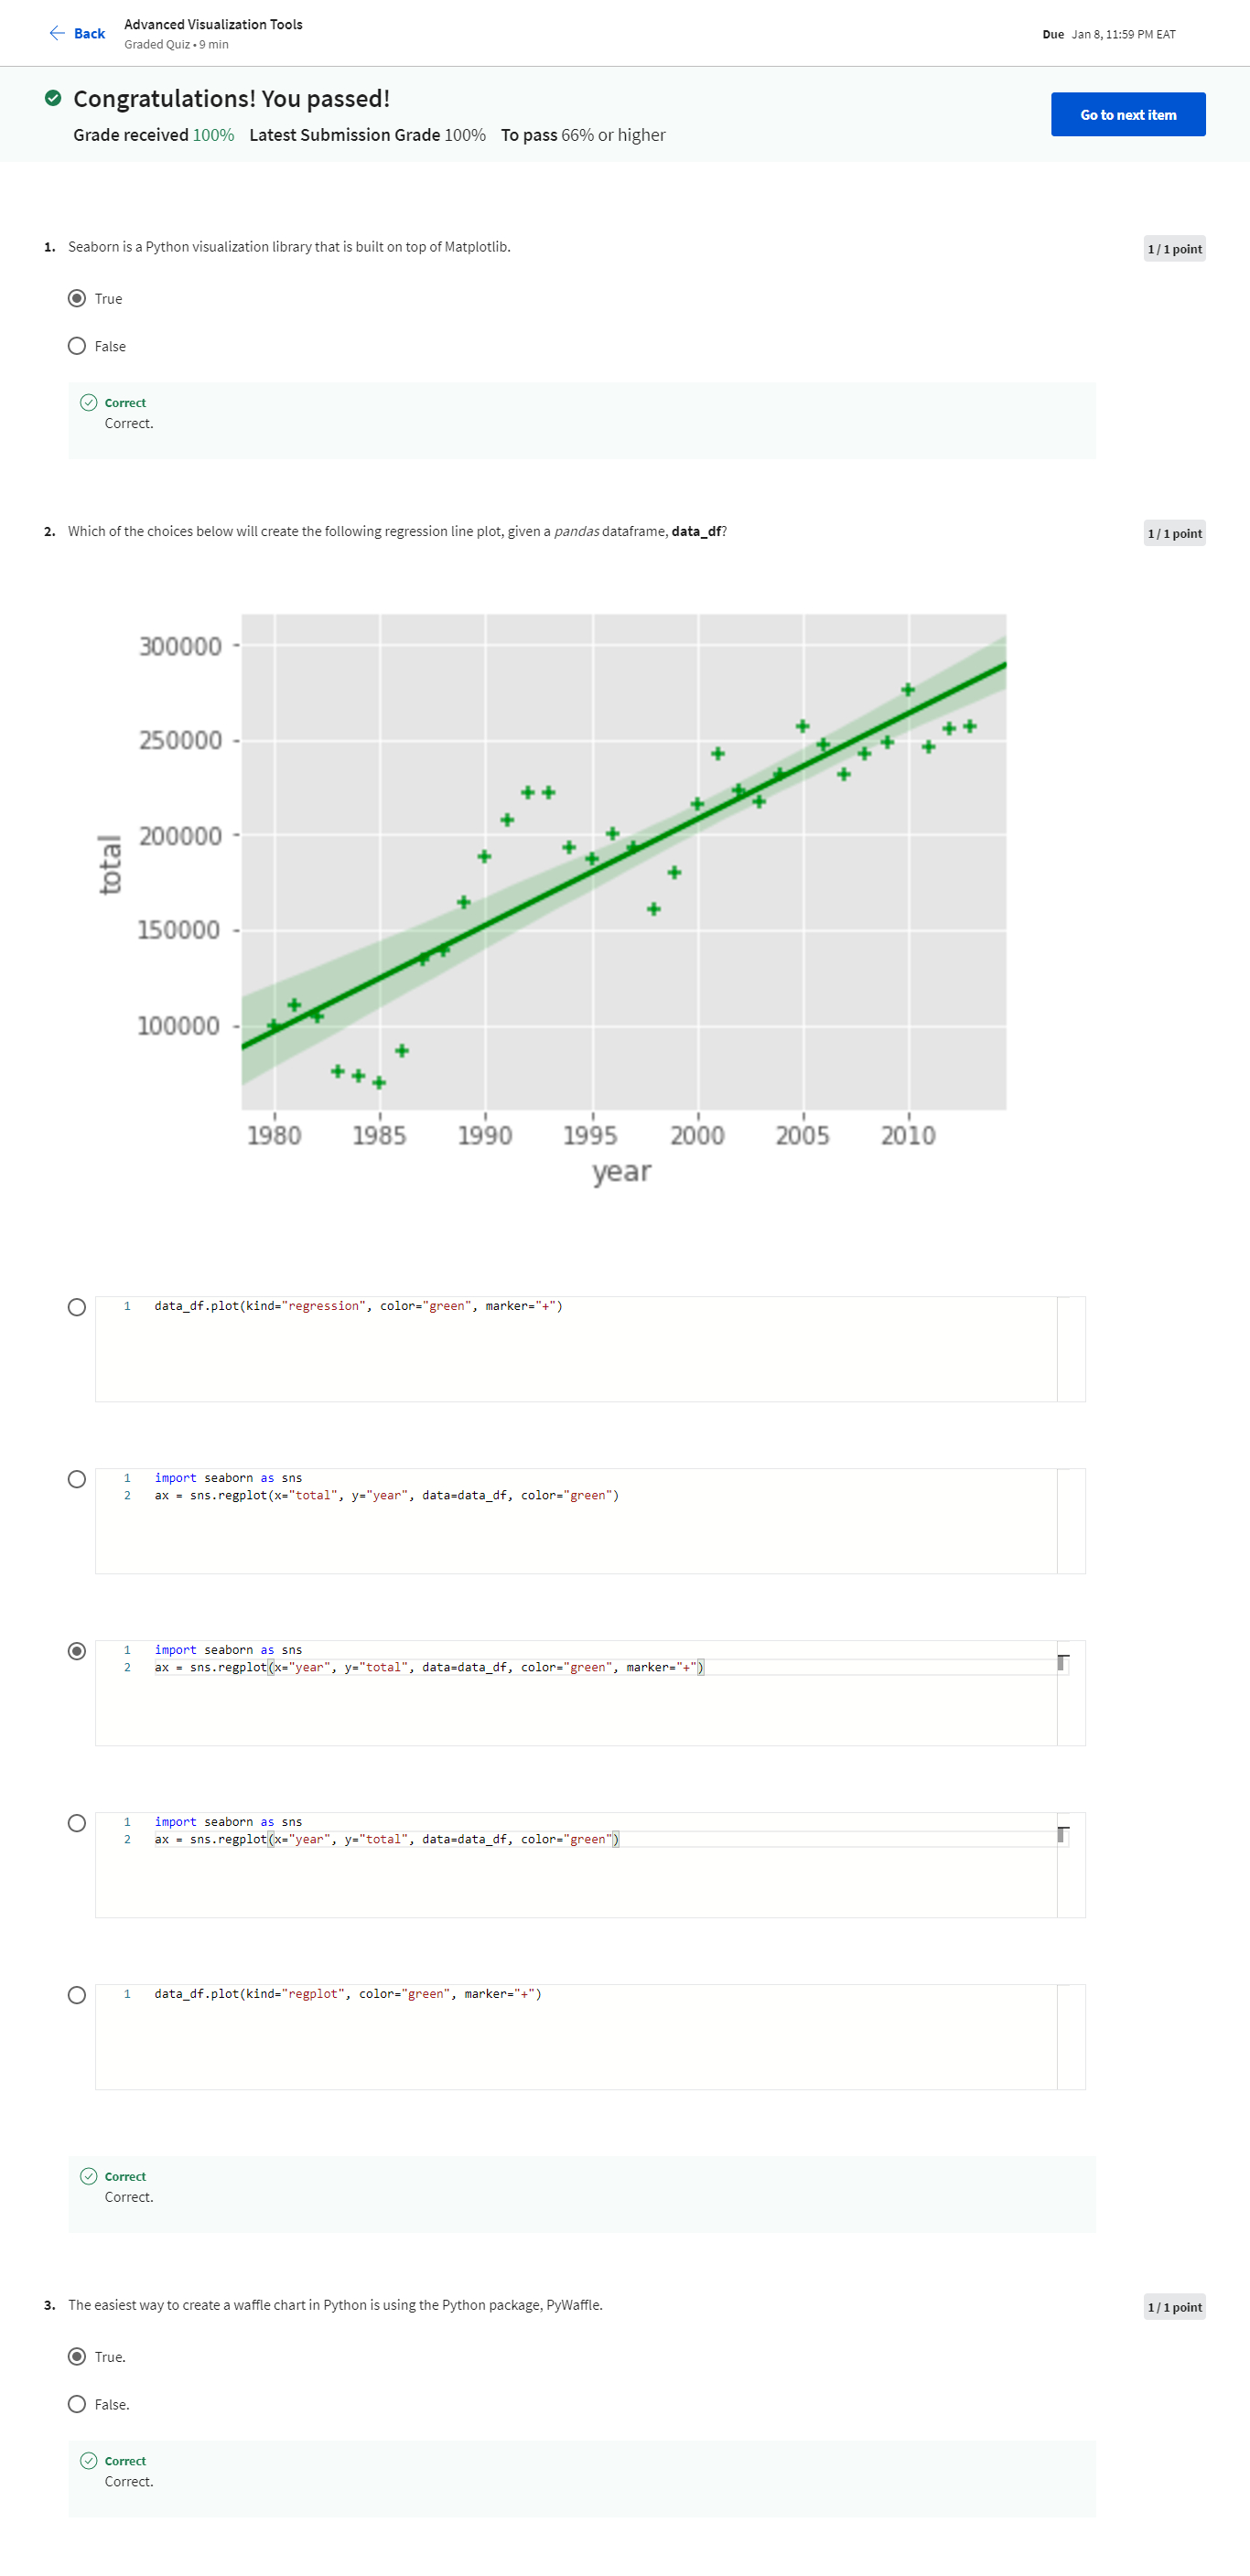 Back
Advanced Visualization Tools
Graded Quiz • 9 min
Due Jan 8, 11:59 PM EAT
Congratulations! You passed!
Grade received 100% Latest Submission Grade 100% To pass 66% or higher
Go to next item
1. Seaborn is a Python visualization library that is built on top of Matplotlib.
1 / 1 point
True
False
Correct
Correct.
2. Which of the choices below will create the following regression line plot, given a pandas dataframe, data_df?
1 / 1 point
300000
250000
200000
150000
100000
total
1980 1985 1990 1995 2000 2005 2010
year
1 data_df.plot(kind="regression", color="green", marker="+")
1 import seaborn as sns
2 ax = sns.regplot(x="total", y="year", data=data_df, color="green")
1 import seaborn as sns
2 ax = sns.regplot(x="year", y="total", data=data_df, color="green", marker="+")
1 import seaborn as sns
2 ax = sns.regplot(x="year", y="total", data=data_df, color="green")
1 data_df.plot(kind="regplot", color="green", marker="+")
Correct
Correct.
3. The easiest way to create a waffle chart in Python is using the Python package, PyWaffle.
1 / 1 point
True.
False.
Correct
Correct.